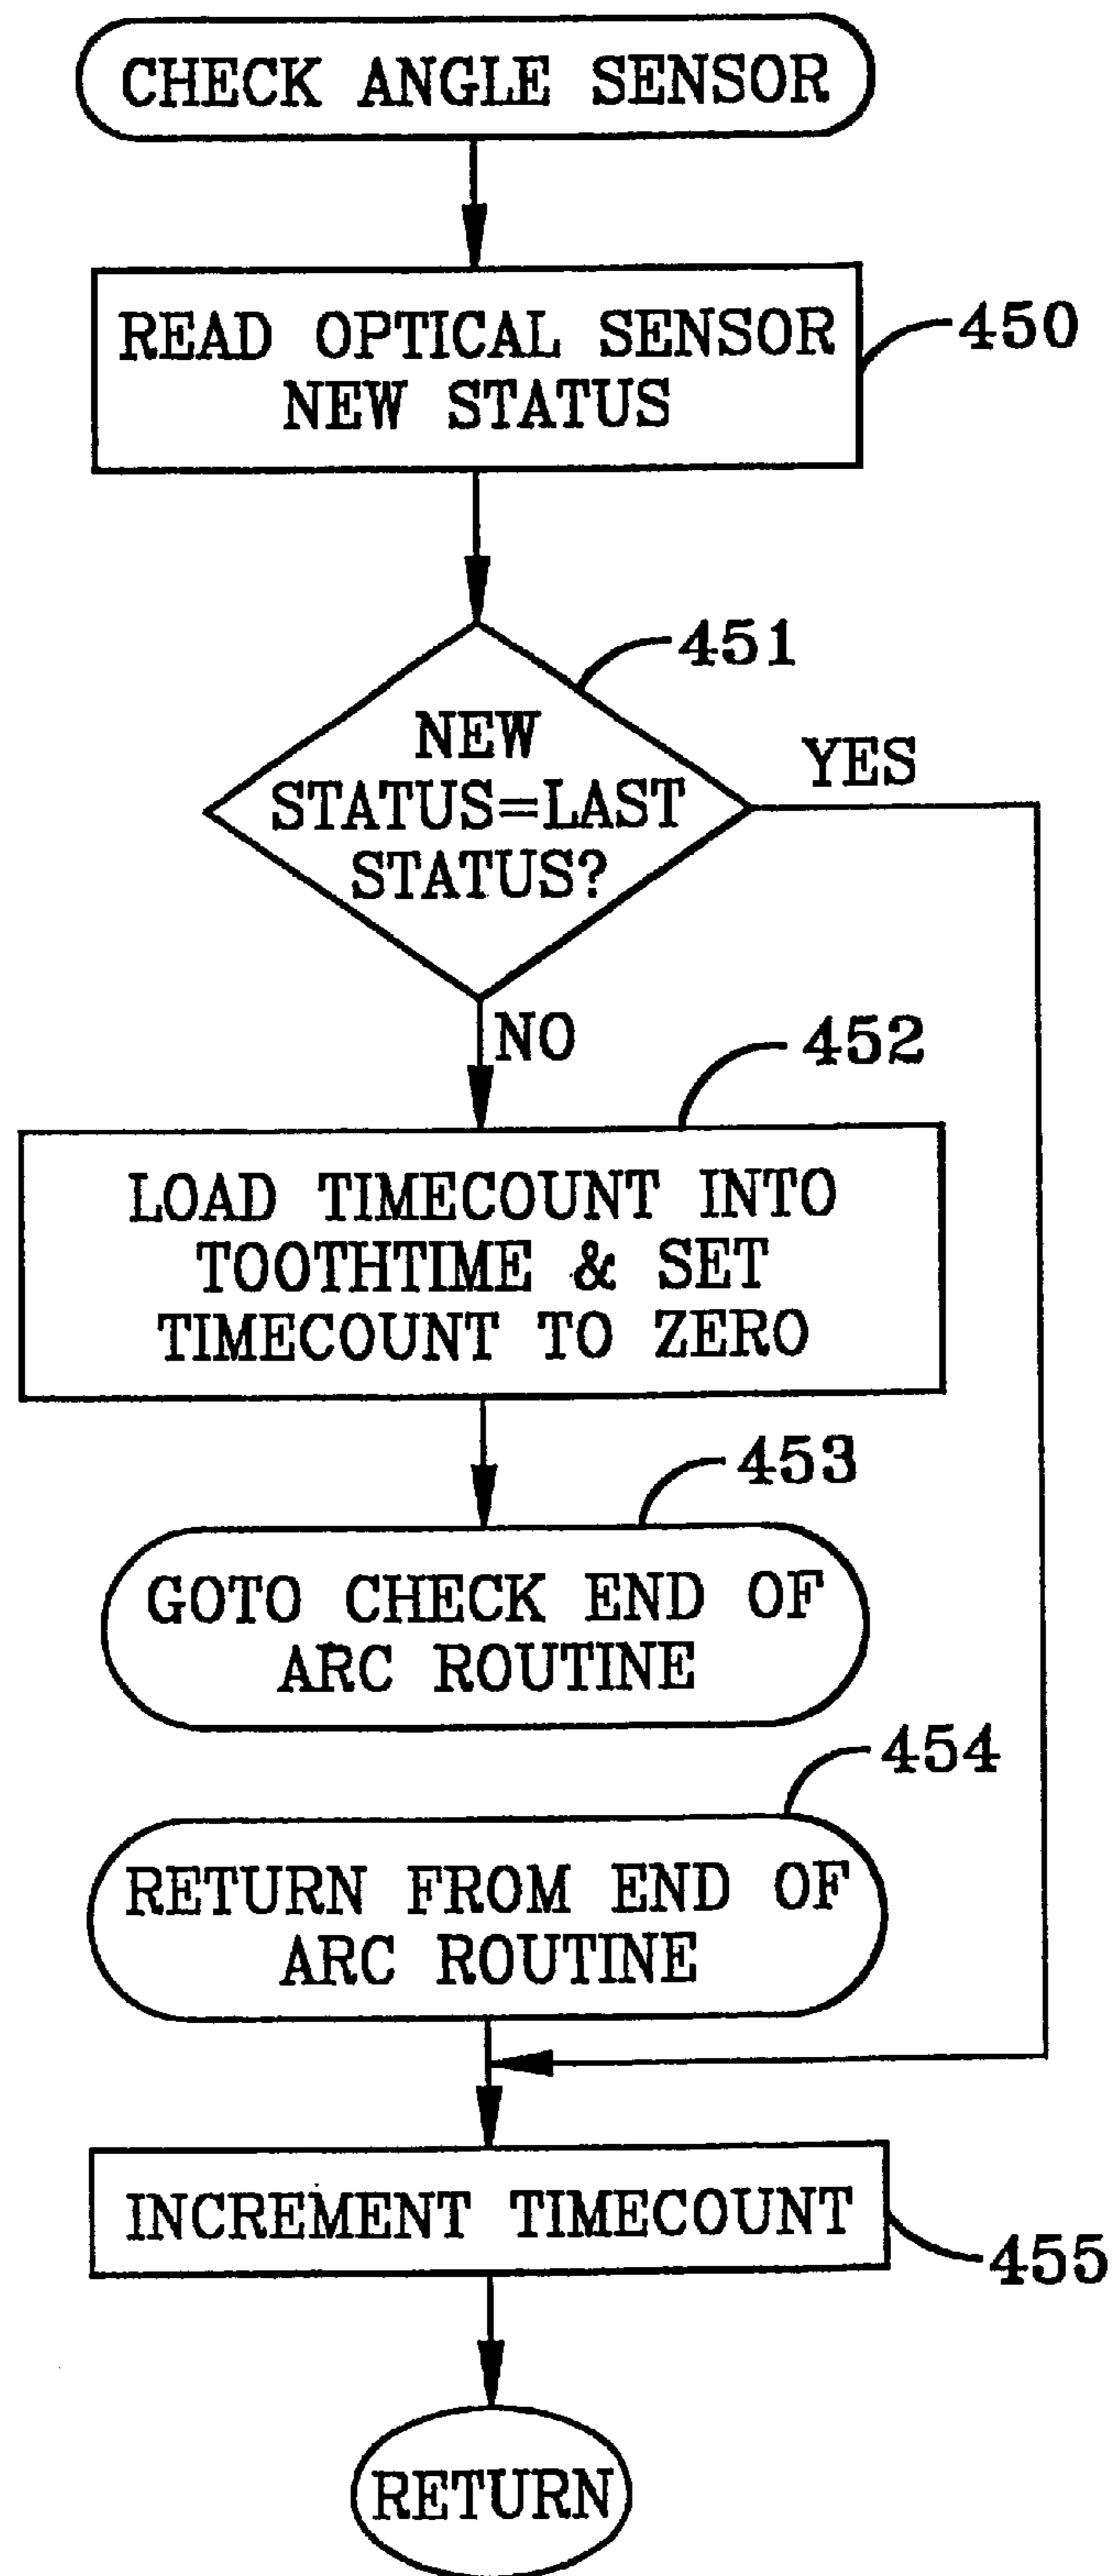 CHECK ANGLE SENSOR
READ OPTICAL SENSOR
NEW STATUS
450
451
NEW
STATUS=LAST
STATUS?
YES
NO
452
LOAD TIMECOUNT INTO
TOOTHTIME & SET
TIMECOUNT TO ZERO
453
GOTO CHECK END OF
ARC ROUTINE
454
RETURN FROM END OF
ARC ROUTINE
INCREMENT TIMECOUNT
455
RETURN